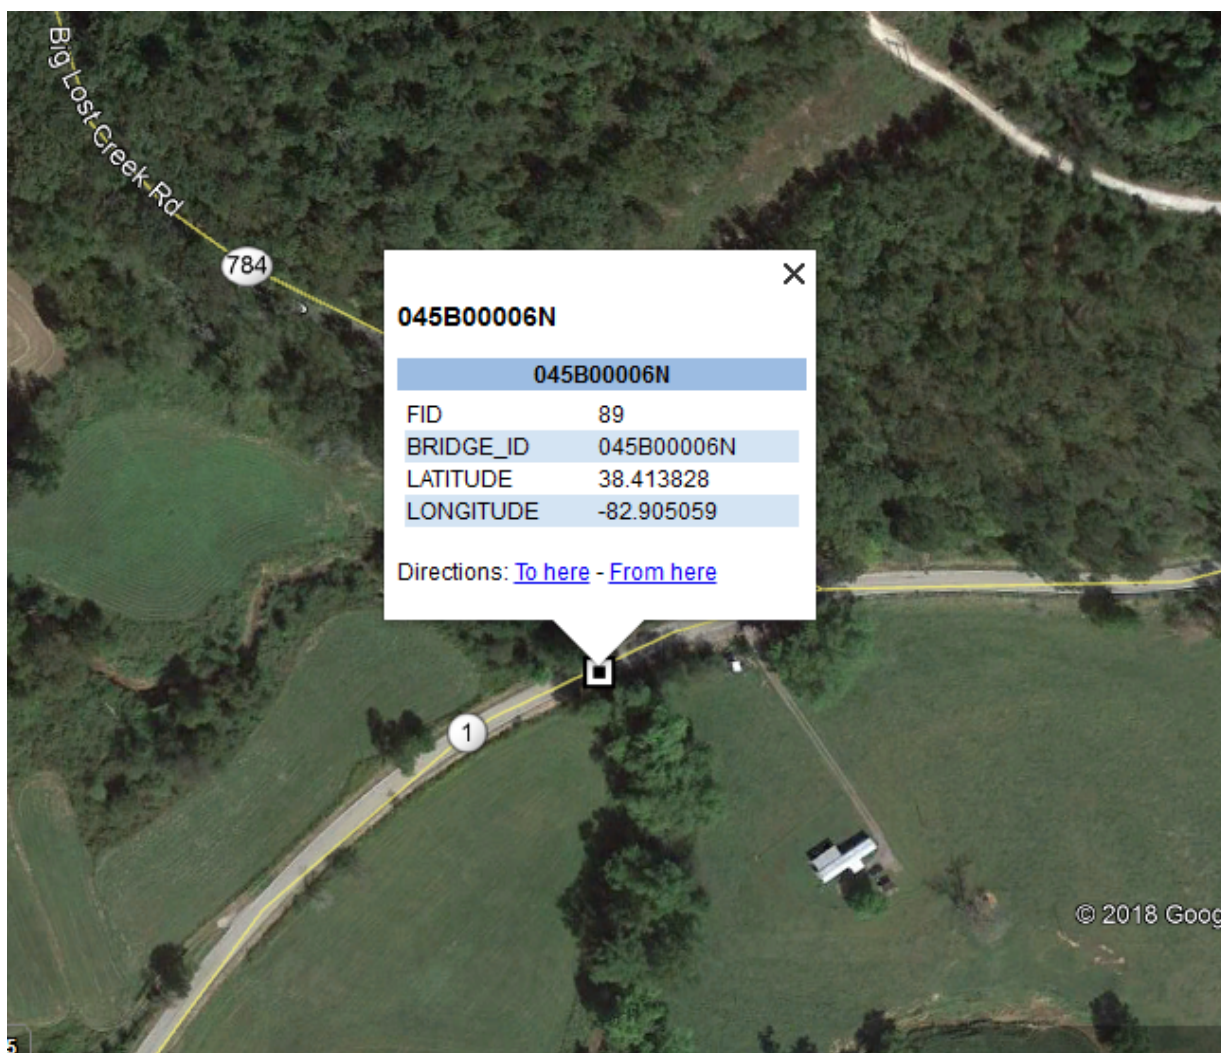 Big Lost Creek Rd
784
045B00006N
045B00006N
FID 89
BRIDGE_ID 045B00006N
LATITUDE 38.413828
LONGITUDE -82.905059
Directions: To here - From here
1
© 2018 Goog
5